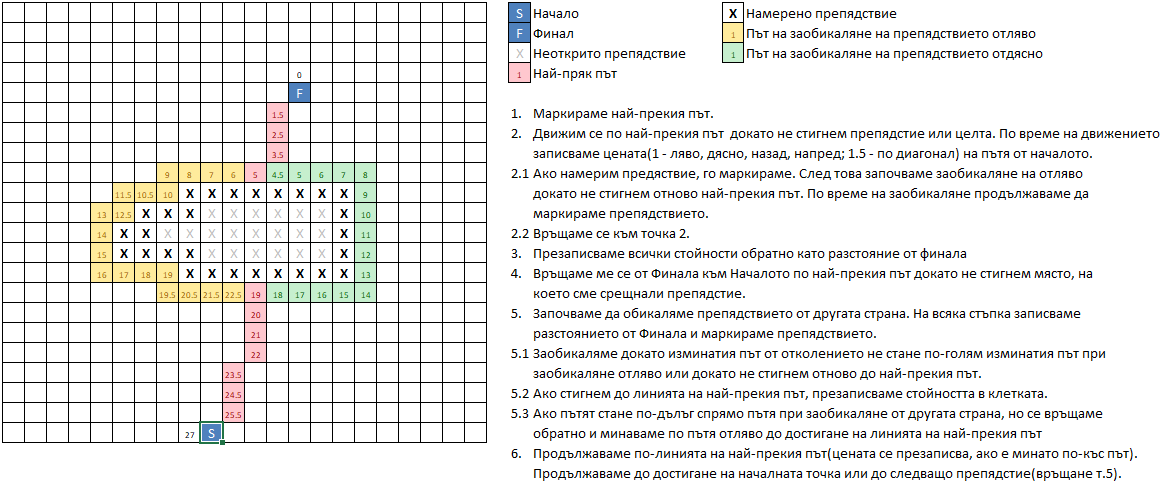 0
F
1.5
2.5
3.5
9 8 7 6 5 4.5 5 6 7 8
11.5 10.5 10 X X X X X X X X 9
13 12.5 X X X X X X X X X X 10
14 X X X X X X X X X X X 11
15 X X X X X X X X X X X 12
16 17 18 19 X X X X X X X X 13
19.5 20.5 21.5 22.5 19 18 17 16 15 14
20
21
22
23.5
24.5
25.5
27 S
S Начало
F Финал
X Неоткрито препядствие
1 Най-пряк път
X Намерено препядствие
1 Път на заобикаляне на препядствието отляво
1 Път на заобикаляне на препядствието отдясно
1. Маркираме най-прекия път.
2. Движим се по най-прекия път докато не стигнем препядстие или целта. По време на движението
записваме цената(1 - ляво, дясно, назад, напред; 1.5 - по диагонал) на пътя от началото.
2.1 Ако намерим предяствие, го маркираме. След това започваме заобикаляне на отляво
докато не стигнем отново най-прекия път. По време на заобикаляне продължаваме да
маркираме препядствието.
2.2 Връщаме се към точка 2.
3. Презаписваме всички стойности обратно като разстояние от финала
4. Връщаме ме се от Финала към Началото по най-прекия път докато не стигнем място, на
което сме срещнали препядстие.
5. Започваме да обикаляме препядствието от другата страна. На всяка стъпка записваме
разстоянието от Финала и маркираме препядствието.
5.1 Заобикаляме докато изминатия път от отколението не стане по-голям изминатия път при
заобикаляне отляво или докато не стигнем отново до най-прекия път.
5.2 Ако стигнем до линията на най-прекия път, презаписваме стойността в клетката.
5.3 Ако пътят стане по-дълъг спрямо пътя при заобикаляне от другата страна, но се връщаме
обратно и минаваме по пътя отляво до достигане на линията на най-прекия път
6. Продължаваме по-линията на най-прекия път(цената се презаписва, ако е минато по-къс път).
Продължаваме до достигане на началната точка или до следващо препядствие(връщане т.5).